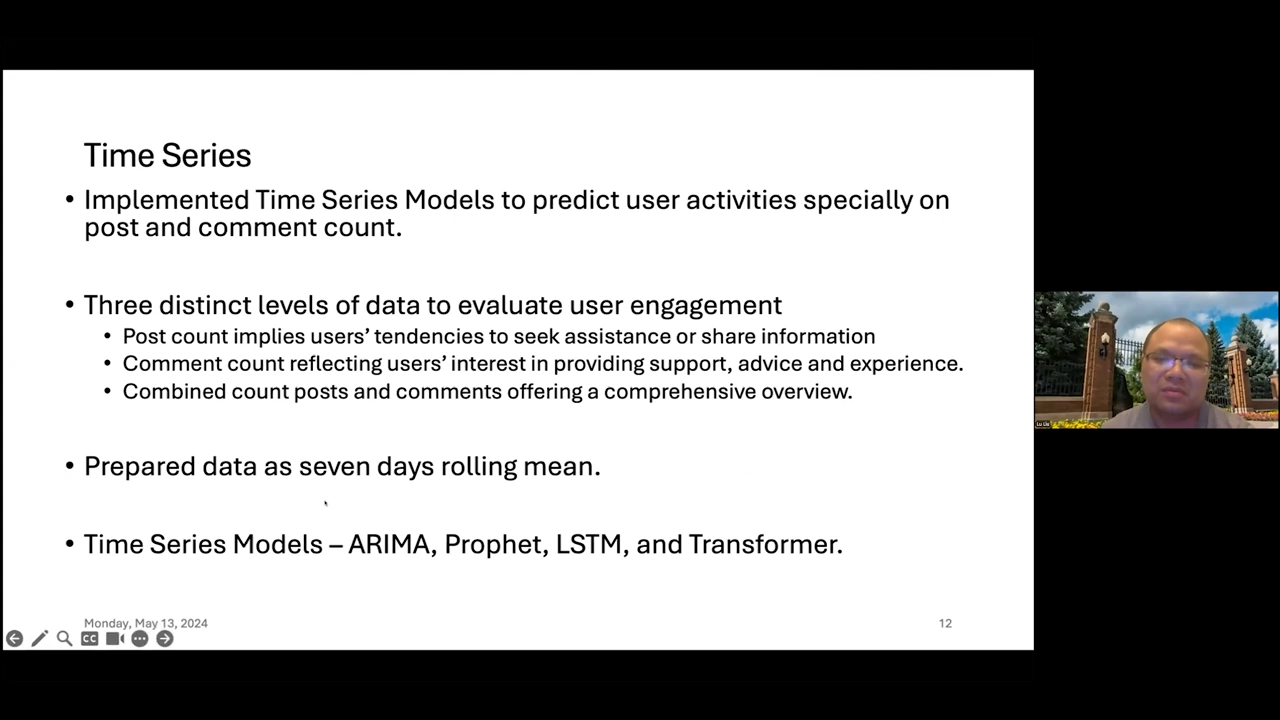 Time Series
• Implemented Time Series Models to predict user activities specially on
post and comment count.
• Three distinct levels of data to evaluate user engagement
• Post count implies users’ tendencies to seek assistance or share information
• Comment count reflecting users’ interest in providing support, advice and experience.
• Combined count posts and comments offering a comprehensive overview.
• Prepared data as seven days rolling mean.
• Time Series Models – ARIMA, Prophet, LSTM, and Transformer.
Monday, May 13, 2024
12
CC